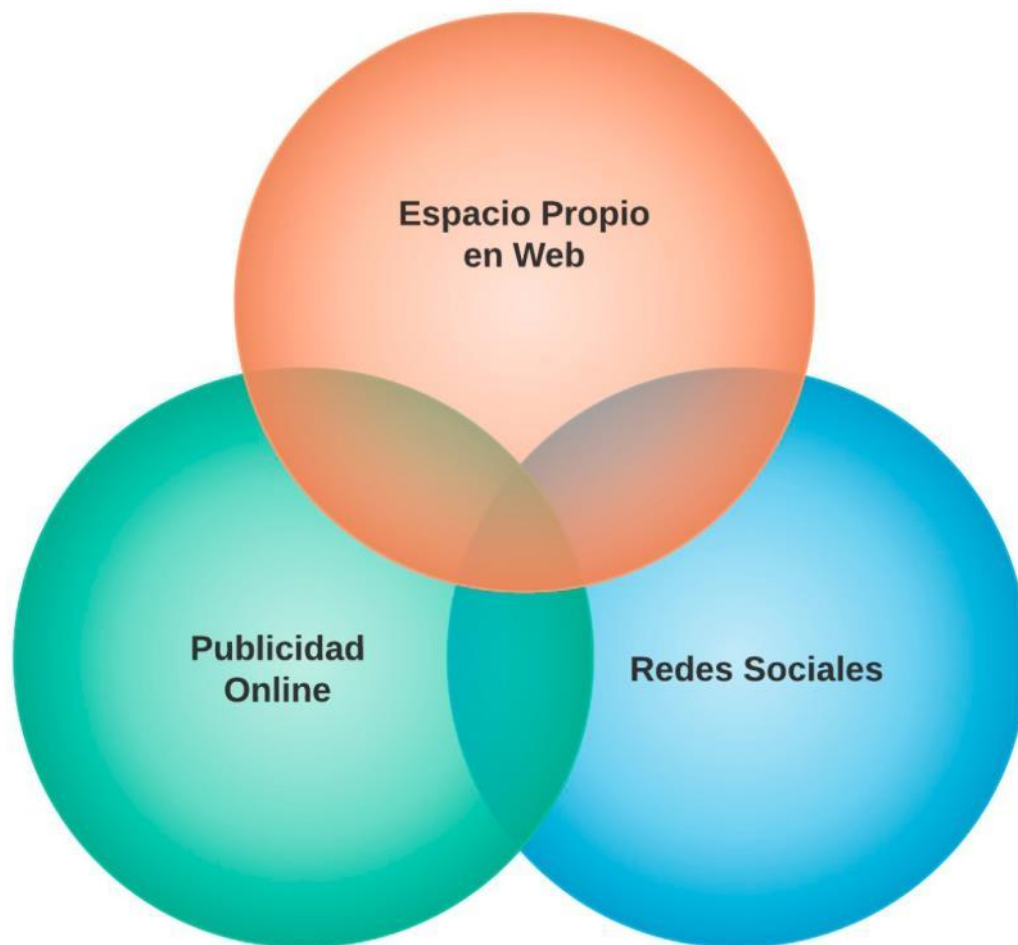 Espacio Propio
en Web
Publicidad
Online
Redes Sociales